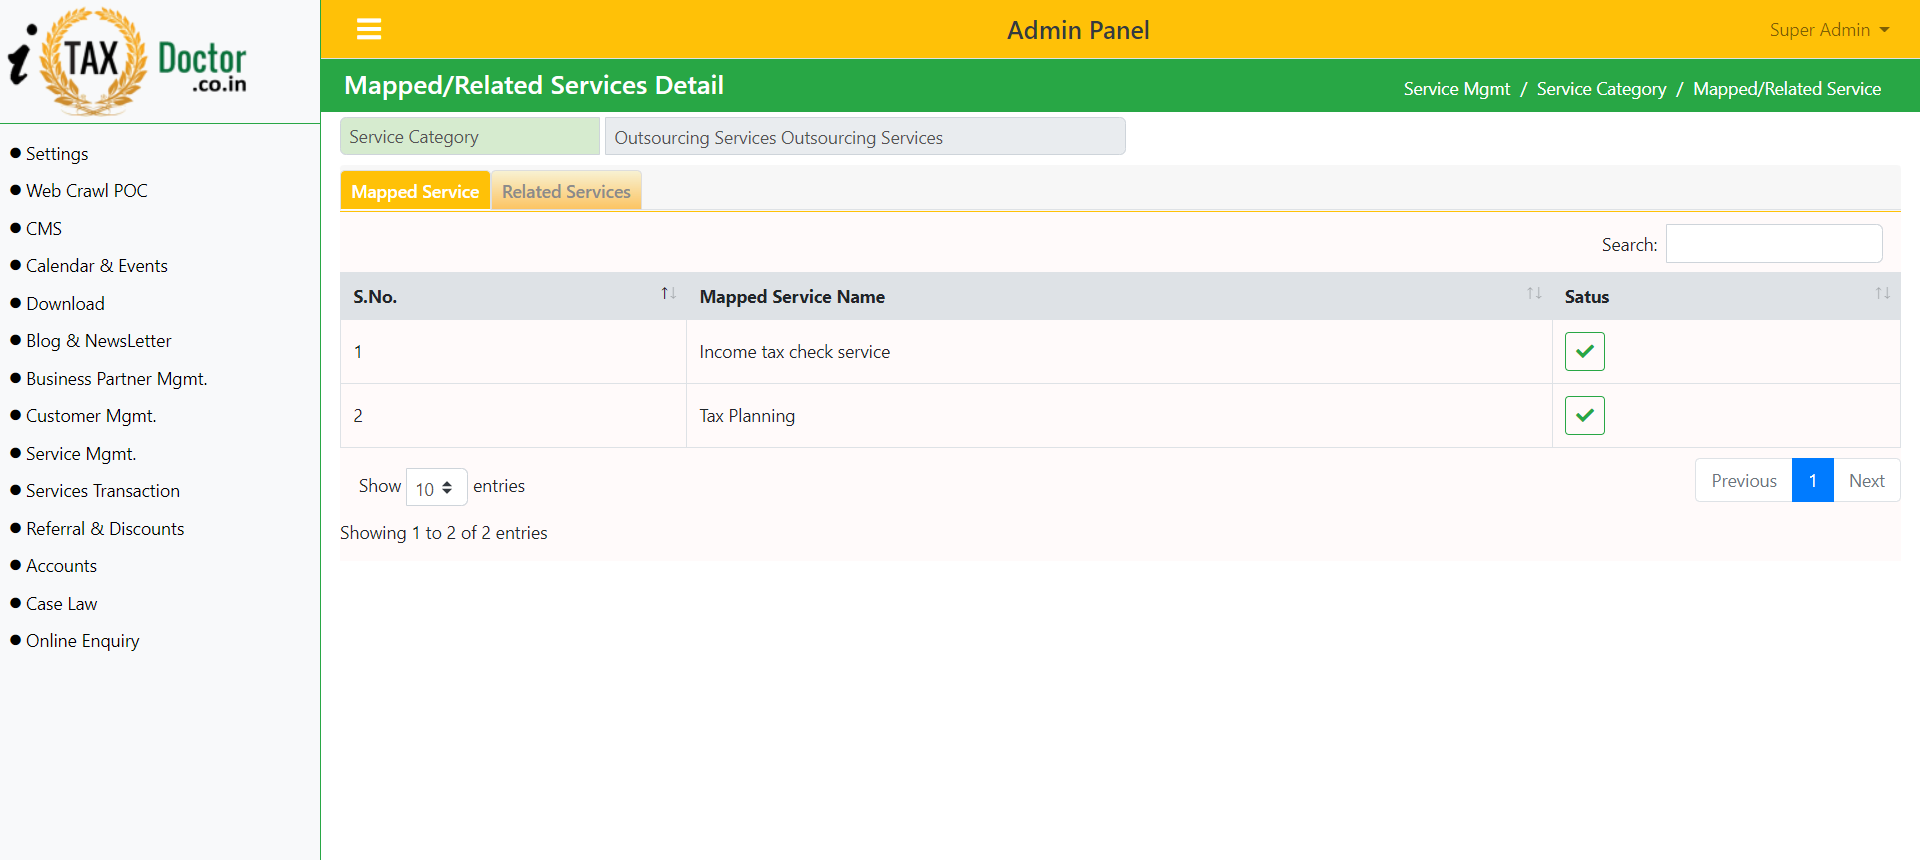 i TAX Doctor
.co.in
Admin Panel
Super Admin
Mapped/Related Services Detail
Service Mgmt / Service Category / Mapped/Related Service
Settings
Web Crawl POC
CMS
Calendar & Events
Download
Blog & NewsLetter
Business Partner Mgmt.
Customer Mgmt.
Service Mgmt.
Services Transaction
Referral & Discounts
Accounts
Case Law
Online Enquiry
Service Category
Outsourcing Services Outsourcing Services
Mapped Service
Related Services
Search:
S.No. Mapped Service Name Satus
1 Income tax check service
2 Tax Planning
Show 10 entries
Previous 1 Next
Showing 1 to 2 of 2 entries